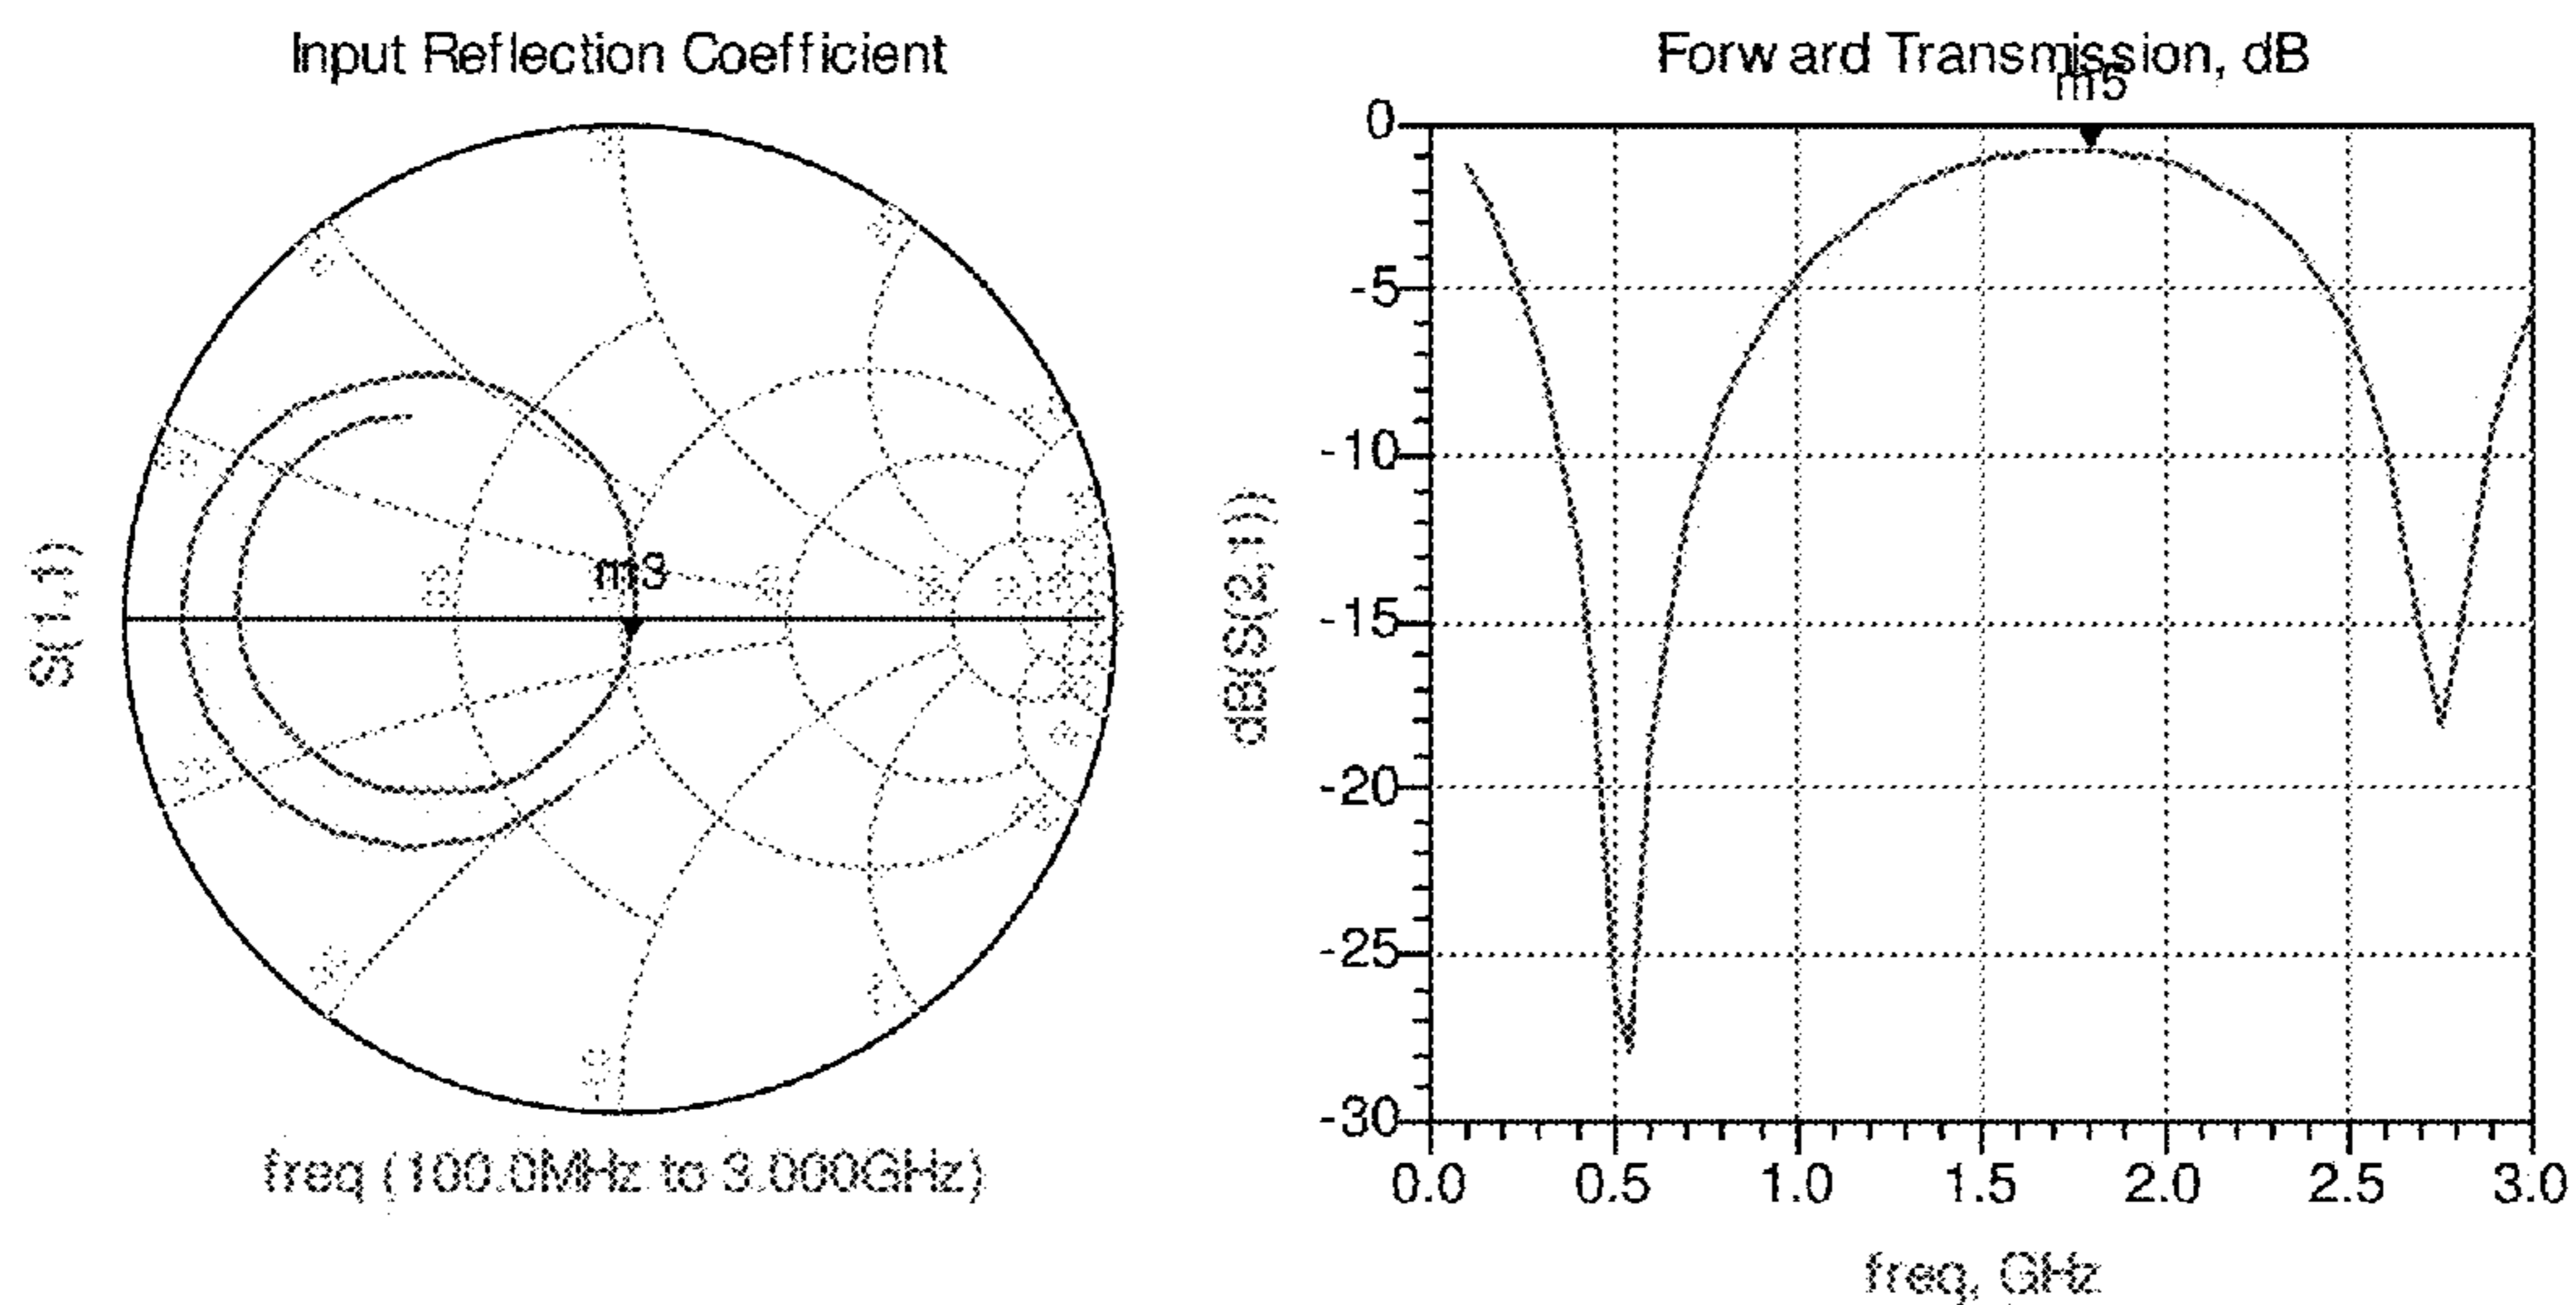 Input Reflection Coefficient
S(1,1)
m3
freq (100.0MHz to 3.000GHz)
Forward Transmission, dB
m5
dB(S(2,1))
0
-5
-10
-15
-20
-25
-30
0.0 0.5 1.0 1.5 2.0 2.5 3.0
freq, GHz